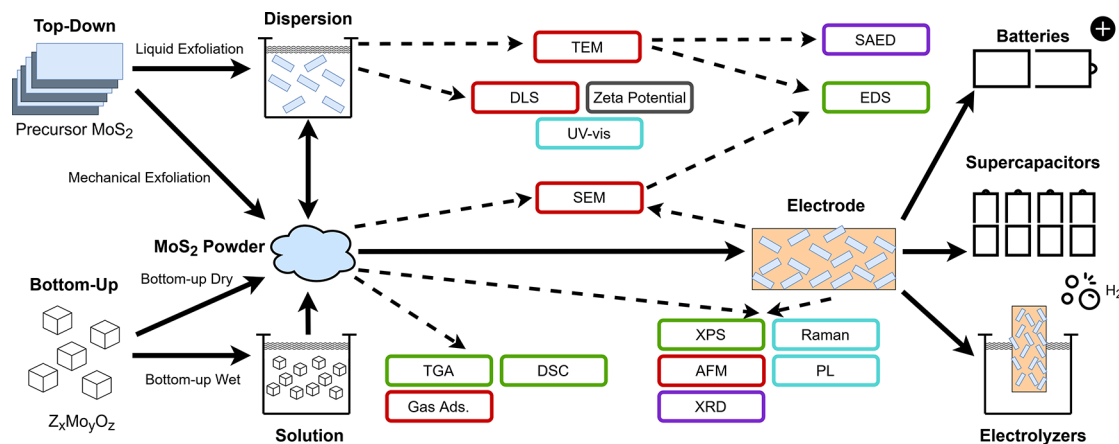 Top-Down
Liquid Exfoliation
Dispersion
TEM
SAED
Batteries
+
Precursor MoS₂
DLS
Zeta Potential
EDS
UV-vis
Mechanical Exfoliation
SEM
Supercapacitors
Electrode
MoS₂ Powder
Bottom-Up
Bottom-up Dry
H₂
XPS
Raman
TGA
DSC
AFM
PL
Bottom-up Wet
Gas Ads.
XRD
ZₓMoᵧO_z
Solution
Electrolyzers